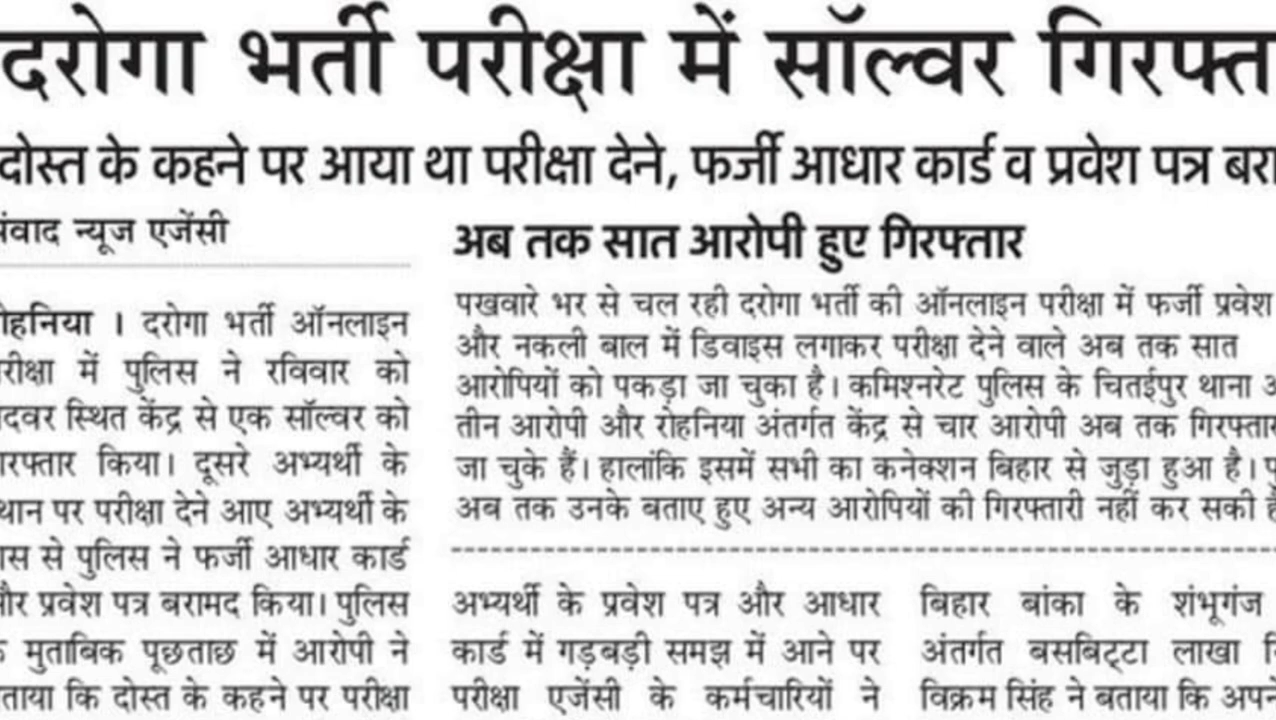 दरोगा भर्ती परीक्षा में सॉल्वर गिरफ्त
दोस्त के कहने पर आया था परीक्षा देने, फर्जी आधार कार्ड व प्रवेश पत्र बरा
संवाद न्यूज एजेंसी
रोहनिया । दरोगा भर्ती ऑनलाइन
परीक्षा में पुलिस ने रविवार को
दवर स्थित केंद्र से एक सॉल्वर को
गिरफ्तार किया। दूसरे अभ्यर्थी के
स्थान पर परीक्षा देने आए अभ्यर्थी के
पास से पुलिस ने फर्जी आधार कार्ड
और प्रवेश पत्र बरामद किया। पुलिस
के मुताबिक पूछताछ में आरोपी ने
बताया कि दोस्त के कहने पर परीक्षा
अब तक सात आरोपी हुए गिरफ्तार
पखवारे भर से चल रही दरोगा भर्ती की ऑनलाइन परीक्षा में फर्जी प्रवेश
और नकली बाल में डिवाइस लगाकर परीक्षा देने वाले अब तक सात
आरोपियों को पकड़ा जा चुका है। कमिश्नरेट पुलिस के चितईपुर थाना
तीन आरोपी और रोहनिया अंतर्गत केंद्र से चार आरोपी अब तक गिरफ्तार
जा चुके हैं। हालांकि इसमें सभी का कनेक्शन बिहार से जुड़ा हुआ है।
अब तक उनके बताए हुए अन्य आरोपियों की गिरफ्तारी नहीं कर सकी है
अभ्यर्थी के प्रवेश पत्र और आधार
कार्ड में गड़बड़ी समझ में आने पर
परीक्षा एजेंसी के कर्मचारियों ने
बिहार बांका के शंभूगंज
अंतर्गत बसबिट्टा लाखा
विक्रम सिंह ने बताया कि अपने